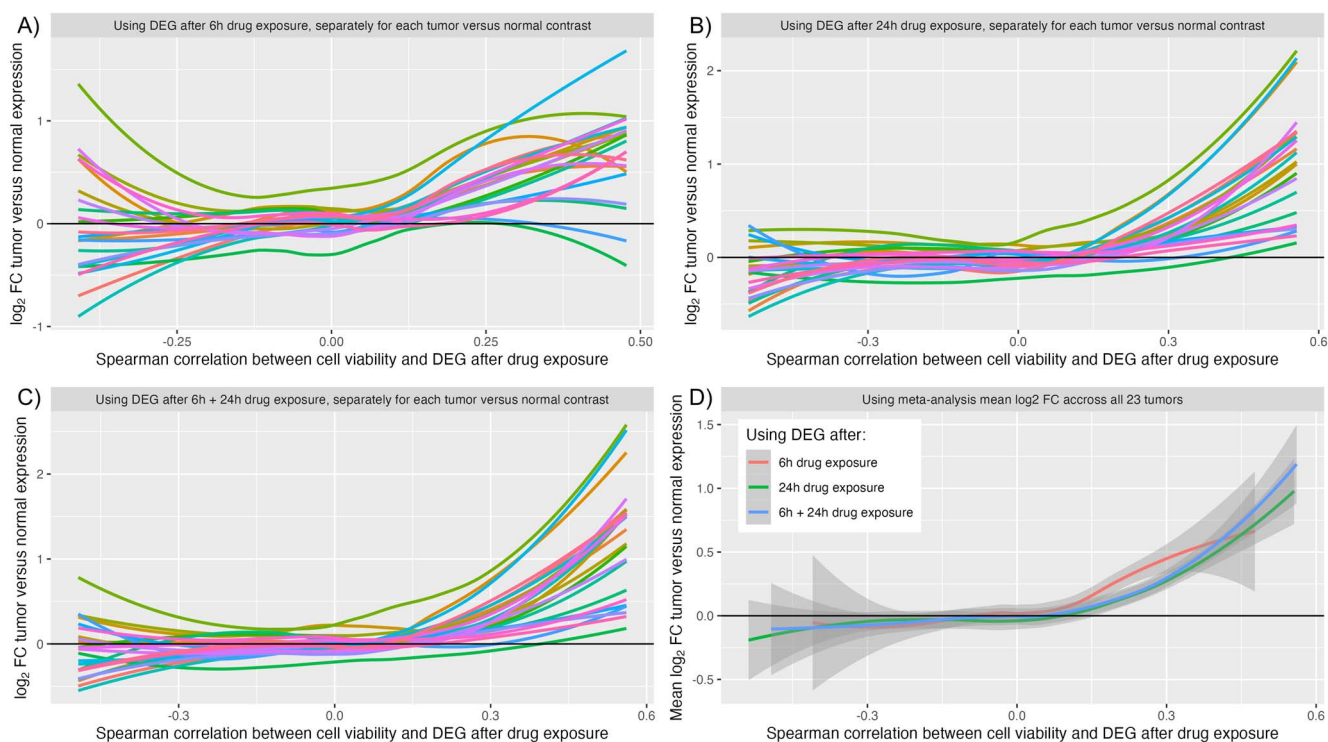 A)
Using DEG after 6h drug exposure, separately for each tumor versus normal contrast
log2 FC tumor versus normal expression
1
0
-1
-0.25
0.00
0.25
0.50
Spearman correlation between cell viability and DEG after drug exposure
B)
Using DEG after 24h drug exposure, separately for each tumor versus normal contrast
log2 FC tumor versus normal expression
2
1
0
-0.3
0.0
0.3
0.6
Spearman correlation between cell viability and DEG after drug exposure
C)
Using DEG after 6h + 24h drug exposure, separately for each tumor versus normal contrast
log2 FC tumor versus normal expression
2
1
0
-0.3
0.0
0.3
0.6
Spearman correlation between cell viability and DEG after drug exposure
D)
Using meta-analysis mean log2 FC accross all 23 tumors
Mean log2 FC tumor versus normal expression
1.5
1.0
0.5
0.0
-0.5
Using DEG after:
6h drug exposure
24h drug exposure
6h + 24h drug exposure
-0.3
0.0
0.3
0.6
Spearman correlation between cell viability and DEG after drug exposure